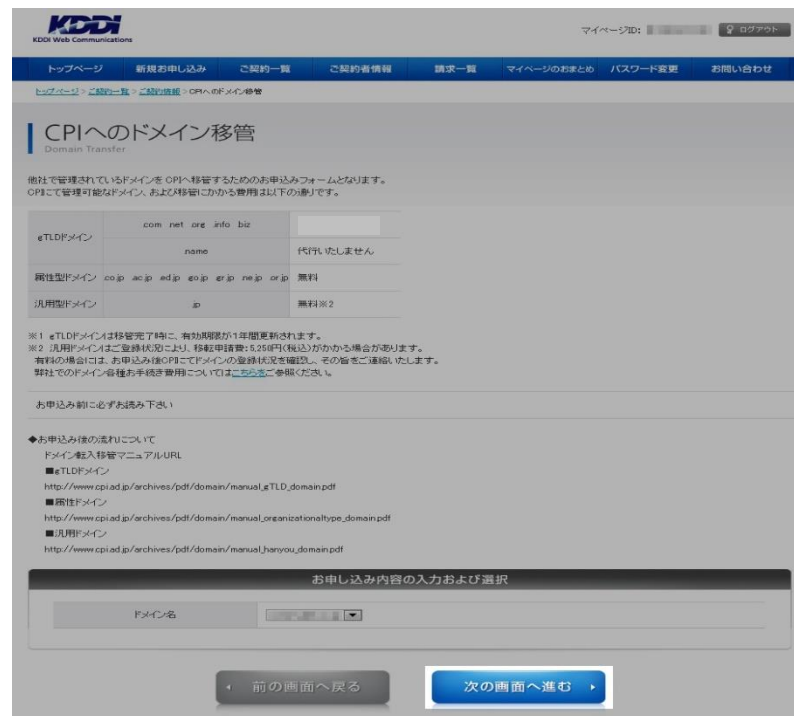 KDDI
KDDI Web Communications
マイページID:
ログアウト
トップページ 新規お申し込み ご契約一覧 ご契約者情報 請求一覧 マイページのおまとめ パスワード変更 お問い合わせ
トップページ > ご契約一覧 > ご契約情報 > CPIへのドメイン移管
CPIへのドメイン移管
Domain Transfer
他社で管理されているドメインを CPIへ移管するためのお申込みフォームとなります。
CPIにて管理可能なドメイン、および移管にかかる費用は以下の通りです。
gTLDドメイン com net org info biz
name 代行いたしません
属性型ドメイン co.jp ac.jp ed.jp go.jp gr.jp ne.jp or.jp 無料
汎用型ドメイン jp 無料※2
※1 gTLDドメインは移管完了時に、有効期限が1年間更新されます。
※2 汎用ドメインはご登録状況により、移転申請費：5,250円(税込)がかかる場合があります。
有料の場合には、お申込み後CPIにてドメインの登録状況を確認し、その旨をご連絡いたします。
弊社でのドメイン各種お手続き費用についてはこちらをご参照ください。
お申込み前に必ずお読み下さい
◆お申込み後の流れについて
ドメイン転入移管マニュアルURL
■gTLDドメイン
http://www.cpi.ad.jp/archives/pdf/domain/manual_gTLD_domain.pdf
■属性ドメイン
http://www.cpi.ad.jp/archives/pdf/domain/manual_organizationaltype_domain.pdf
■汎用ドメイン
http://www.cpi.ad.jp/archives/pdf/domain/manual_hanyou_domain.pdf
お申し込み内容の入力および選択
ドメイン名
前の画面へ戻る
次の画面へ進む